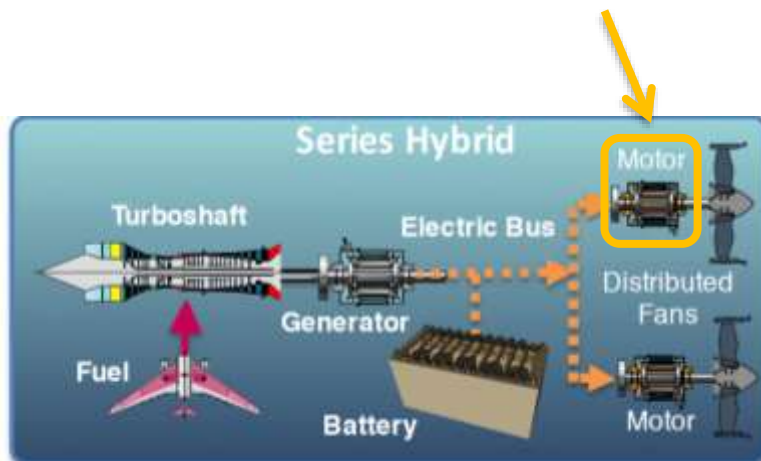 Series Hybrid
Motor
Turboshaft
Electric Bus
Distributed
Fans
Generator
Fuel
Battery
Motor